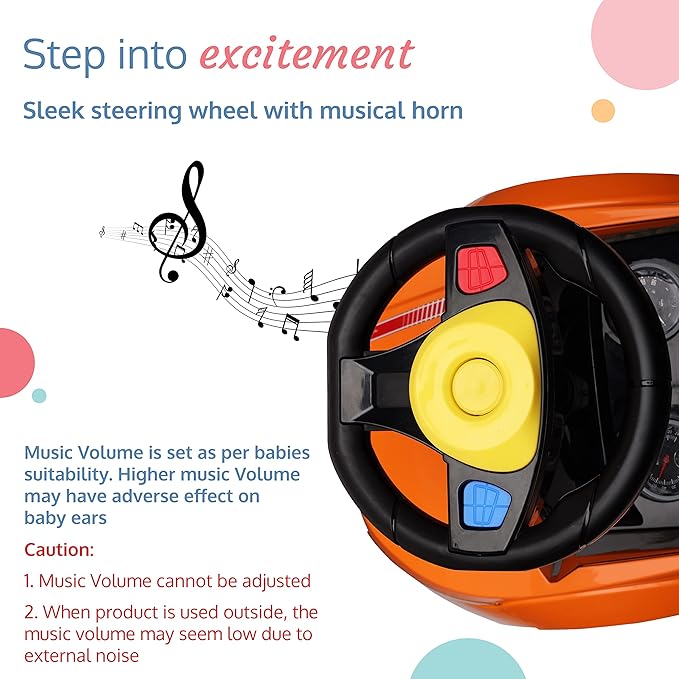 Step into excitement
Sleek steering wheel with musical horn
Music Volume is set as per babies
suitability. Higher music Volume
may have adverse effect on
baby ears
Caution:
1. Music Volume cannot be adjusted
2. When product is used outside, the
music volume may seem low due to
external noise